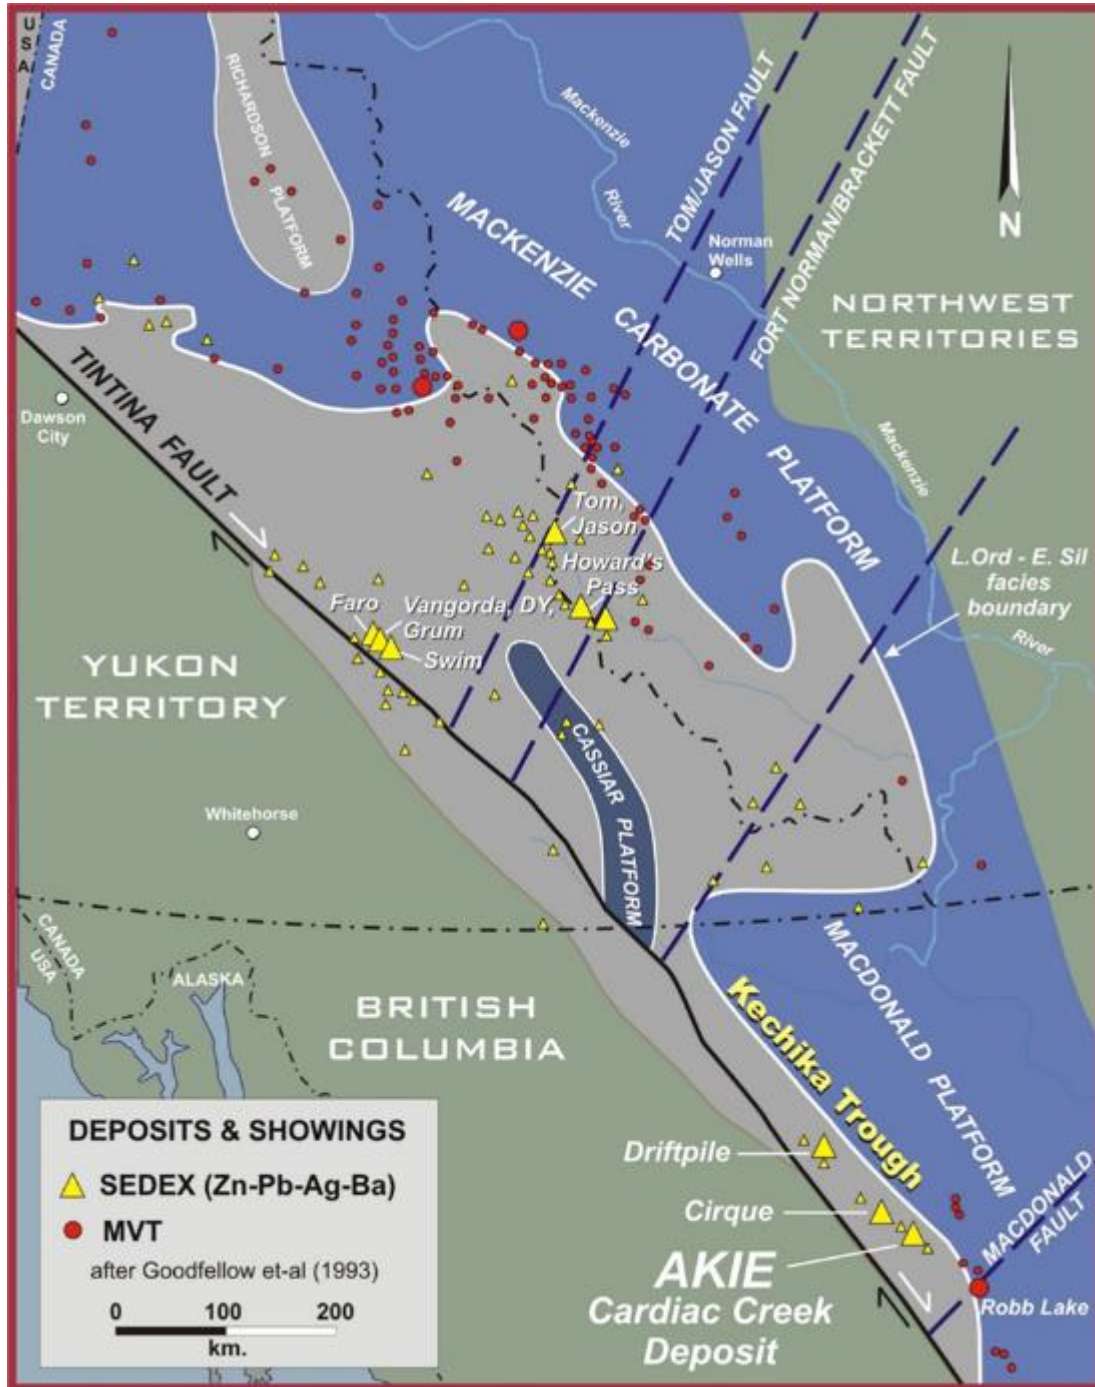 USA
CANADA
RICHARDSON
PLATFORM
Mackenzie
River
TOM/JASON FAULT
FORT NORMAN/BRACKETT FAULT
N
MACKENZIE CARBONATE PLATFORM
Norman
Wells
NORTHWEST
TERRITORIES
TINTINA FAULT
Dawson
City
Mackenzie
River
Tom,
Jason
Howard's
Pass
L.Ord - E. Sil
facies
boundary
Faro
Vangorda, DY,
Grum
Swim
YUKON
TERRITORY
CASSIAR PLATFORM
Whitehorse
CANADA
USA
ALASKA
BRITISH
COLUMBIA
MACDONALD PLATFORM
Kechika Trough
Driftpile
Cirque
AKIE
Cardiac Creek
Deposit
MACDONALD
FAULT
Robb Lake
DEPOSITS & SHOWINGS
SEDEX (Zn-Pb-Ag-Ba)
MVT
after Goodfellow et-al (1993)
0 100 200
km.